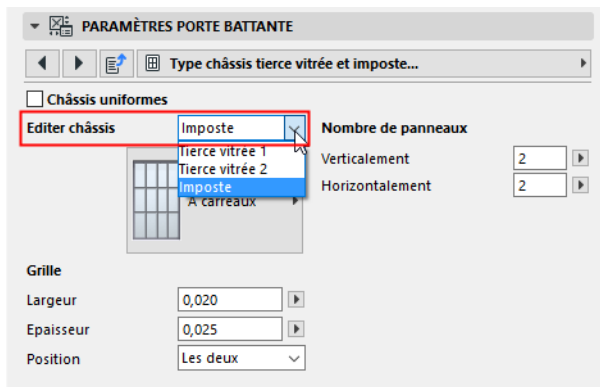 PARAMÈTRES PORTE BATTANTE
Type châssis tierce vitrée et imposte...
Châssis uniformes
Editer châssis Imposte Nombre de panneaux
Tierce vitrée 1
Tierce vitrée 2
Imposte
A carreaux
Verticalement 2
Horizontalement 2
Grille
Largeur 0,020
Epaisseur 0,025
Position Les deux